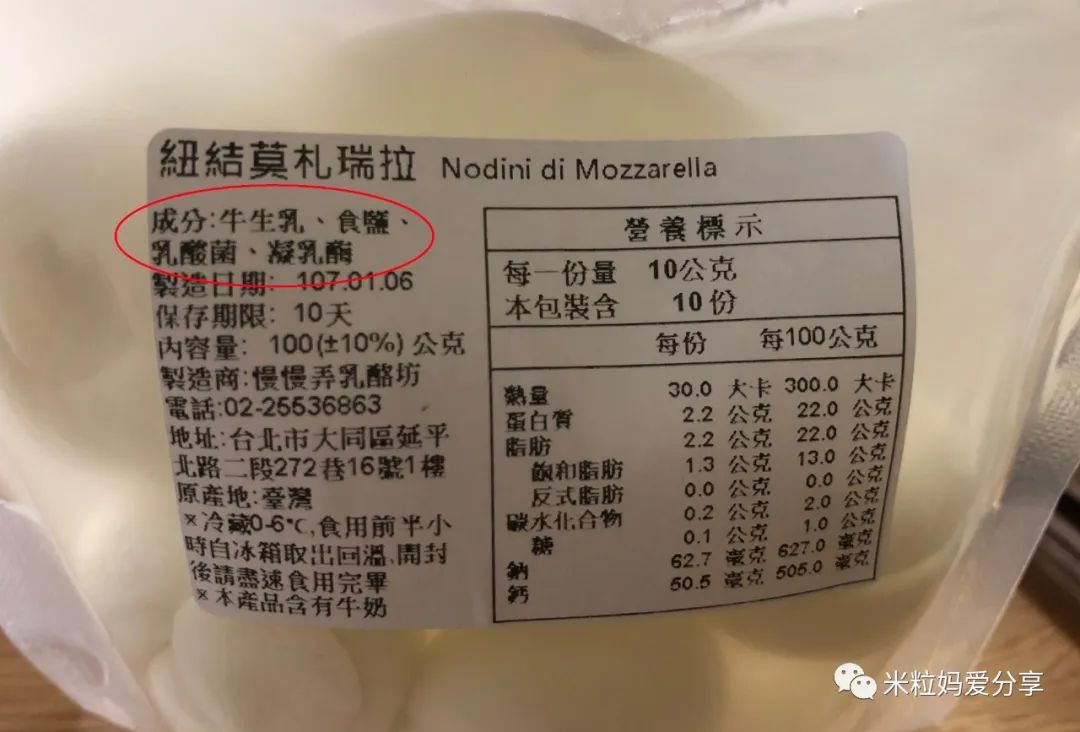 紐結莫札瑞拉 Nodini di Mozzarella
成分:牛生乳、食鹽、
乳酸菌、凝乳酶
製造日期: 107.01.06
保存期限: 10天
內容量: 100(±10%)公克
製造商:慢慢弄乳酪坊
電話:02-25536863
地址:台北市大同區延平
北路二段272巷16號1樓
原產地:臺灣
※冷藏0-6℃,食用前半小
時自冰箱取出回溫,開封
後請盡速食用完畢
※本產品含有牛奶
營養標示
每一份量 10公克
本包裝含 10份
每份 每100公克
熱量 30.0 大卡 300.0 大卡
蛋白質 2.2 公克 22.0 公克
脂肪 2.2 公克 22.0 公克
飽和脂肪 1.3 公克 13.0 公克
反式脂肪 0.0 公克 0.0 公克
碳水化合物 0.2 公克 2.0 公克
糖 0.1 公克 1.0 公克
鈉 62.7 毫克 627.0 毫克
鈣 50.5 毫克 505.0 毫克
米粒妈爱分享